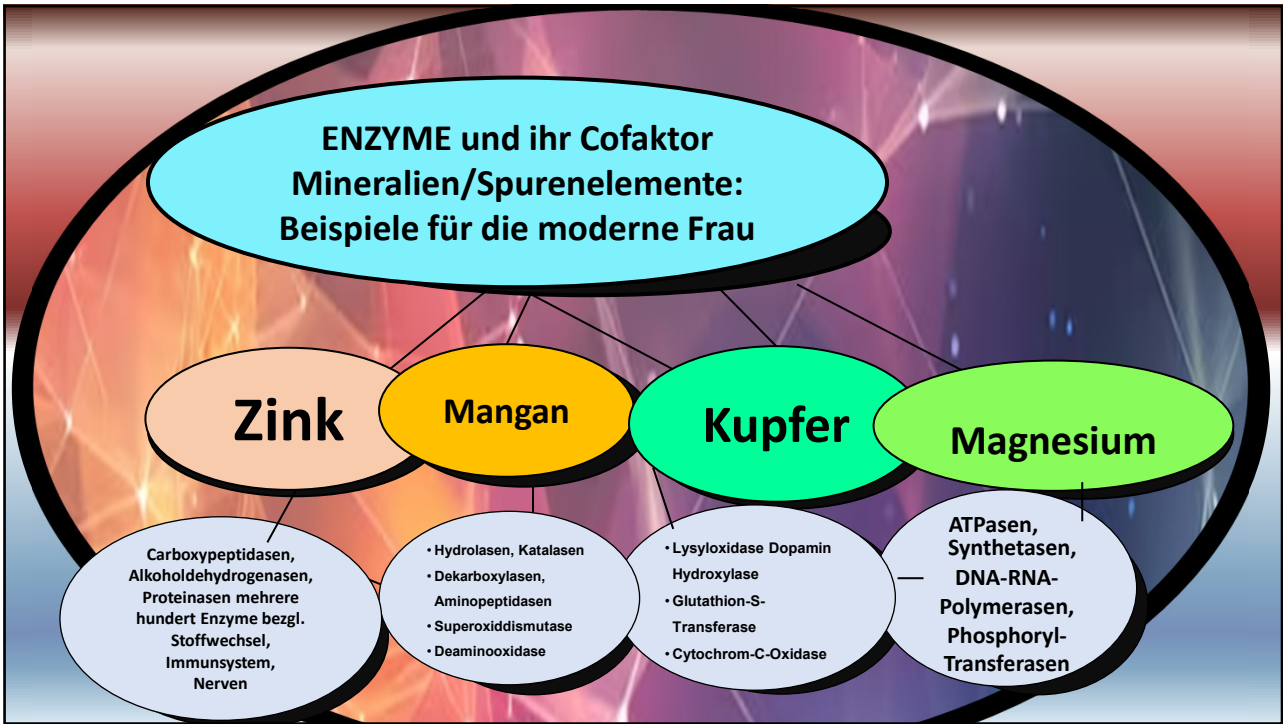 ENZYME und ihr Cofaktor
Mineralien/Spurenelemente:
Beispiele für die moderne Frau
Zink
Mangan
Kupfer
Magnesium
Carboxypeptidasen,
Alkoholdehydrogenasen,
Proteinasen mehrere
hundert Enzyme bezgl.
Stoffwechsel,
Immunsystem,
Nerven
• Hydrolasen, Katalasen
• Dekarboxylasen,
Aminopeptidasen
• Superoxiddismutase
• Deaminooxidase
• Lysyloxidase Dopamin
Hydroxylase
• Glutathion-S-
Transferase
• Cytochrom-C-Oxidase
ATPasen,
Synthetasen,
DNA-RNA-
Polymerasen,
Phosphoryl-
Transferasen